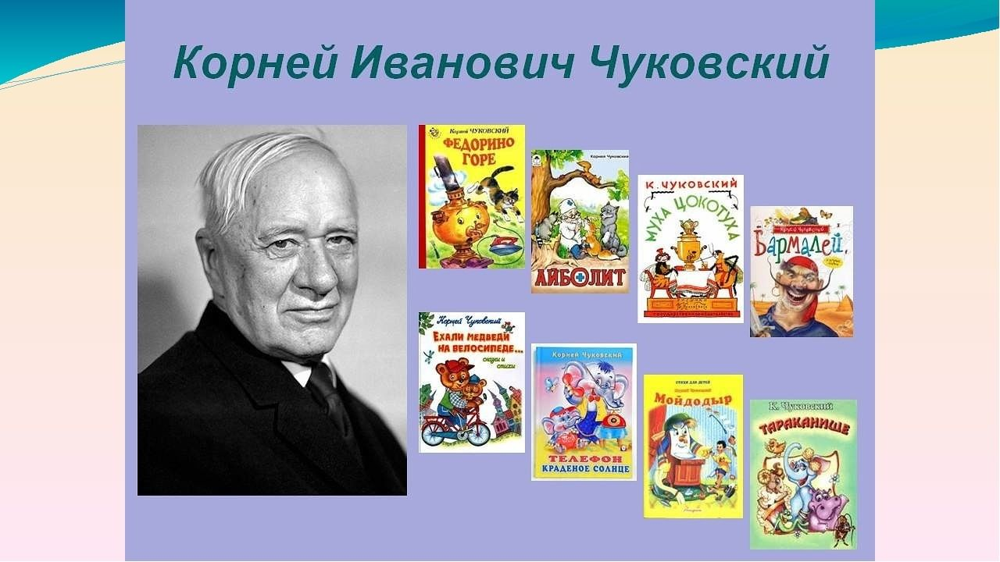 Корней Иванович Чуковский
Корней ЧУКОВСКИЙ
ФЕДОРИНО
ГОРЕ
Корней Чуковский
АЙБОЛИТ
К. ЧУКОВСКИЙ
МУХА ЦОКОТУХА
Корней Чуковский
Бармалей
Корней Чуковский
ЕХАЛИ МЕДВЕДИ
НА ВЕЛОСИПЕДЕ...
сказки и
стихи
Корней Чуковский
ТЕЛЕФОН
КРАДЕНОЕ СОЛНЦЕ
СТИХИ ДЛЯ ДЕТЕЙ
Корней Чуковский
Мойдодыр
К. Чуковский
ТАРАКАНИЩЕ